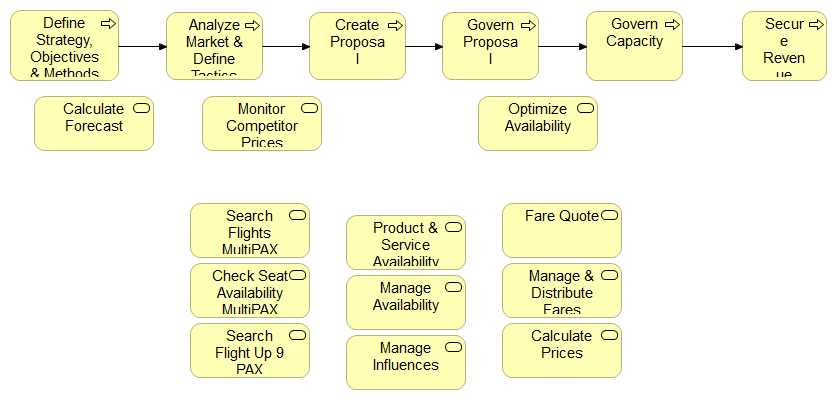 Define
Strategy,
Objectives
& Methods
Analyze
Market &
Define
Tactics
Create
Proposa
l
Govern
Proposa
l
Govern
Capacity
Secur
e
Reven
ue
Calculate
Forecast
Monitor
Competitor
Prices
Optimize
Availability
Search
Flights
MultiPAX
Product &
Service
Availability
Fare Quote
Check Seat
Availability
MultiPAX
Manage
Availability
Manage &
Distribute
Fares
Search
Flight Up 9
PAX
Manage
Influences
Calculate
Prices